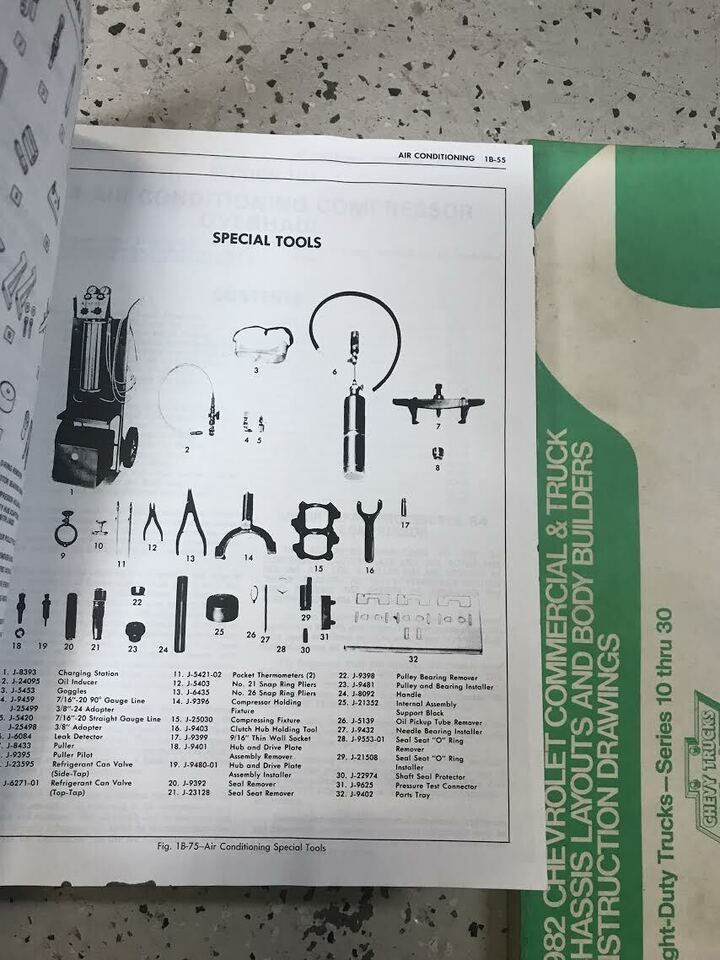 AIR CONDITIONING 1B-55
SPECIAL TOOLS
1
2
3
4
5
6
7
8
9
10
11
12
13
14
15
16
17
18
19
20
21
22
23
24
25
26
27
28
29
30
31
32
1. J-8393 Charging Station
2. J-24095 Oil Inducer
3. J-5453 Goggles
4. J-9459 7/16"-20 90° Gauge Line
J-25499 3/8"-24 Adapter
5. J-5420 7/16"-20 Straight Gauge Line
J-25498 3/8" Adapter
J-6084 Leak Detector
J-8433 Puller
J-9395 Puller Pilot
J-23595 Refrigerant Can Valve
(Side-Tap)
J-6271-01 Refrigerant Can Valve
(Top-Tap)
11. J-5421-02 Pocket Thermometers (2)
12. J-5403 No. 21 Snap Ring Pliers
13. J-6435 No. 26 Snap Ring Pliers
14. J-9396 Compressor Holding
Fixture
15. J-25030 Compressing Fixture
16. J-9403 Clutch Hub Holding Tool
17. J-9399 9/16" Thin Wall Socket
18. J-9401 Hub and Drive Plate
Assembly Remover
19. J-9480-01 Hub and Drive Plate
Assembly Installer
20. J-9392 Seal Remover
21. J-23128 Seal Seat Remover
22. J-9398 Pulley Bearing Remover
23. J-9481 Pulley and Bearing Installer
24. J-8092 Handle
25. J-21352 Internal Assembly
Support Block
26. J-5139 Oil Pickup Tube Remover
27. J-9432 Needle Bearing Installer
28. J-9553-01 Seal Seat "O" Ring
Remover
29. J-21508 Seal Seat "O" Ring
Installer
30. J-22974 Shaft Seal Protector
31. J-9625 Pressure Test Connector
32. J-9402 Parts Tray
Fig. 1B-75--Air Conditioning Special Tools
982 CHEVROLET COMMERCIAL & TRUCK
HASSIS LAYOUTS AND BODY BUILDERS
NSTRUCTION DRAWINGS
ght-Duty Trucks—Series 10 thru 30
CHEVY TRUCKS